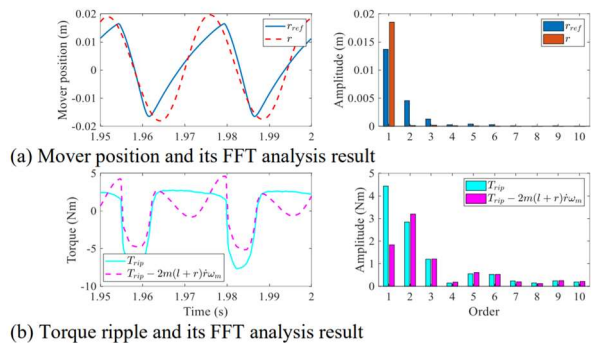 0.02
0.01
0
-0.01
-0.02
Mover position (m)
r_ref
r
1.95 1.96 1.97 1.98 1.99 2
0.02
0.015
0.01
0.005
0
Amplitude (m)
r_ref
r
1 2 3 4 5 6 7 8 9 10
(a) Mover position and its FFT analysis result
5
0
-5
-10
Torque (Nm)
T_rip
T_rip − 2m(l + r)ṙω_m
1.95 1.96 1.97 1.98 1.99 2
Time (s)
5
4
3
2
1
0
Amplitude (Nm)
T_rip
T_rip − 2m(l + r)ṙω_m
1 2 3 4 5 6 7 8 9 10
Order
(b) Torque ripple and its FFT analysis result